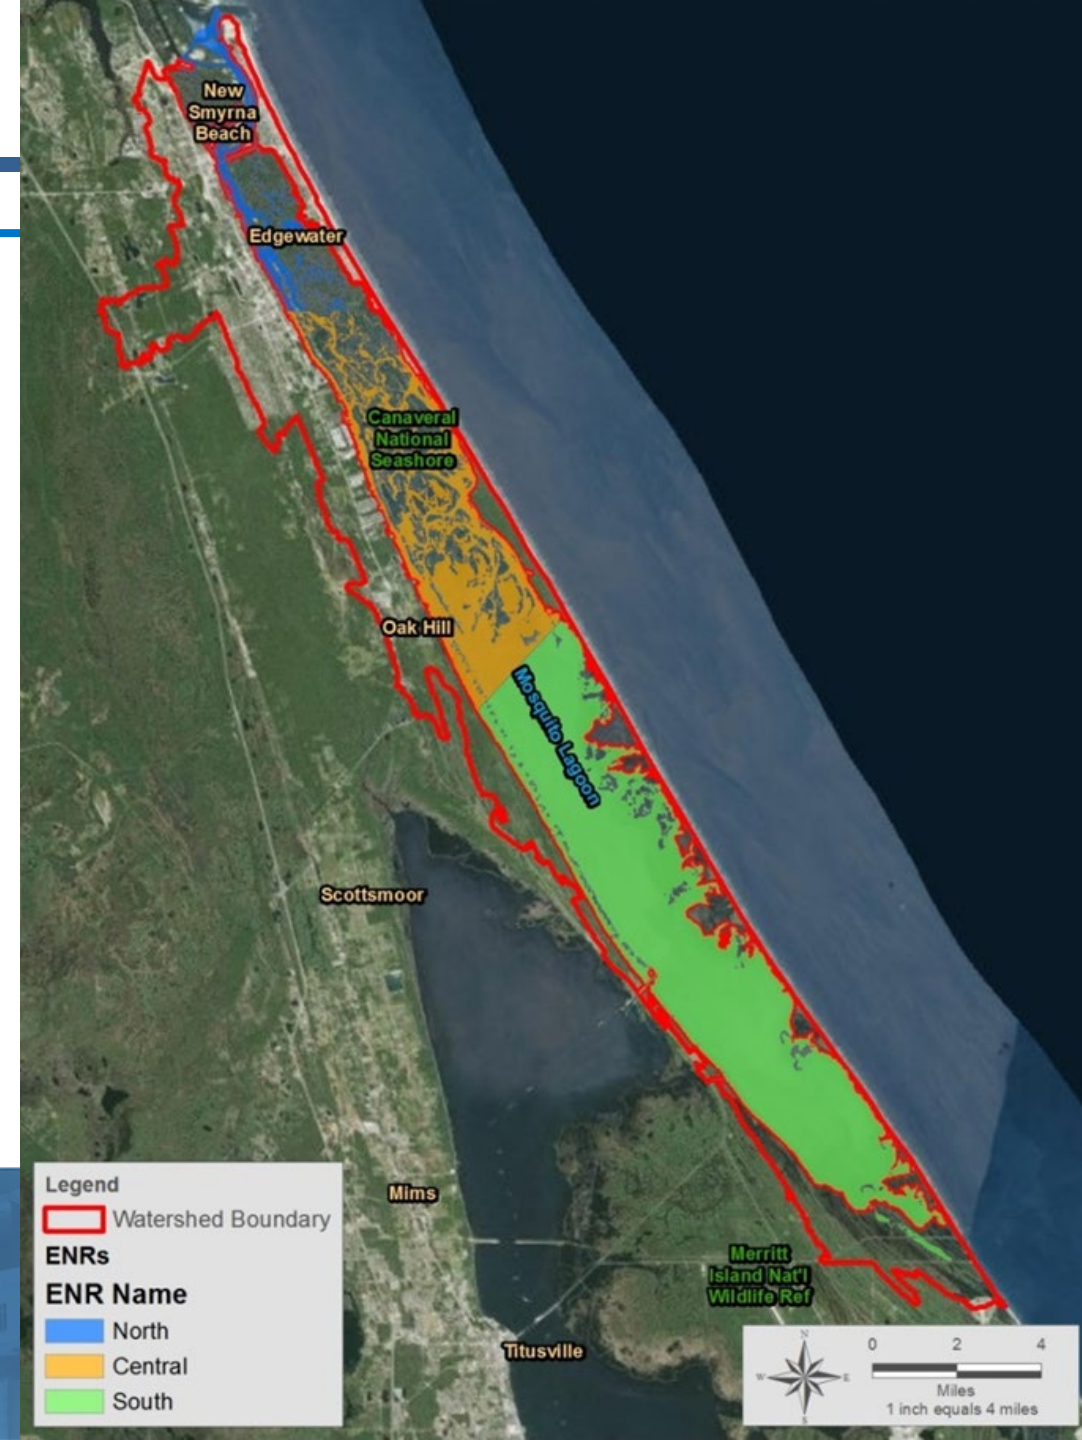 New
Smyrna
Beach
Edgewater
Canaveral
National
Seashore
Oak Hill
Mosquito Lagoon
Scottsmoor
Mims
Merritt
Island Nat'l
Wildlife Ref
Titusville
Legend
Watershed Boundary
ENRs
ENR Name
North
Central
South
N
W
E
S
0 2 4
Miles
1 inch equals 4 miles